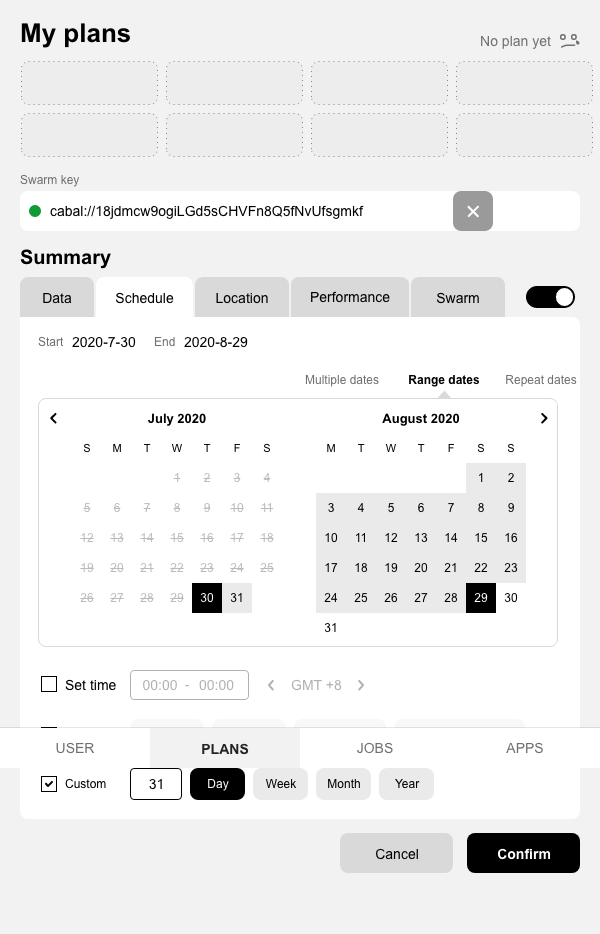 My plans
No plan yet
Swarm key
cabal://18jdmcw9ogiLGd5sCHVFn8Q5fNvUfsgmkf
Summary
Data Schedule Location Performance Swarm
Start 2020-7-30 End 2020-8-29
Multiple dates Range dates Repeat dates
July 2020 August 2020
S M T W T F S M T W T F S S
1 2 3 4 1 2
5 6 7 8 9 10 11 3 4 5 6 7 8 9
12 13 14 15 16 17 18 10 11 12 13 14 15 16
19 20 21 22 23 24 25 17 18 19 20 21 22 23
26 27 28 29 30 31 24 25 26 27 28 29 30
31
Set time 00:00 - 00:00 GMT +8
USER PLANS JOBS APPS
Custom 31 Day Week Month Year
Cancel Confirm